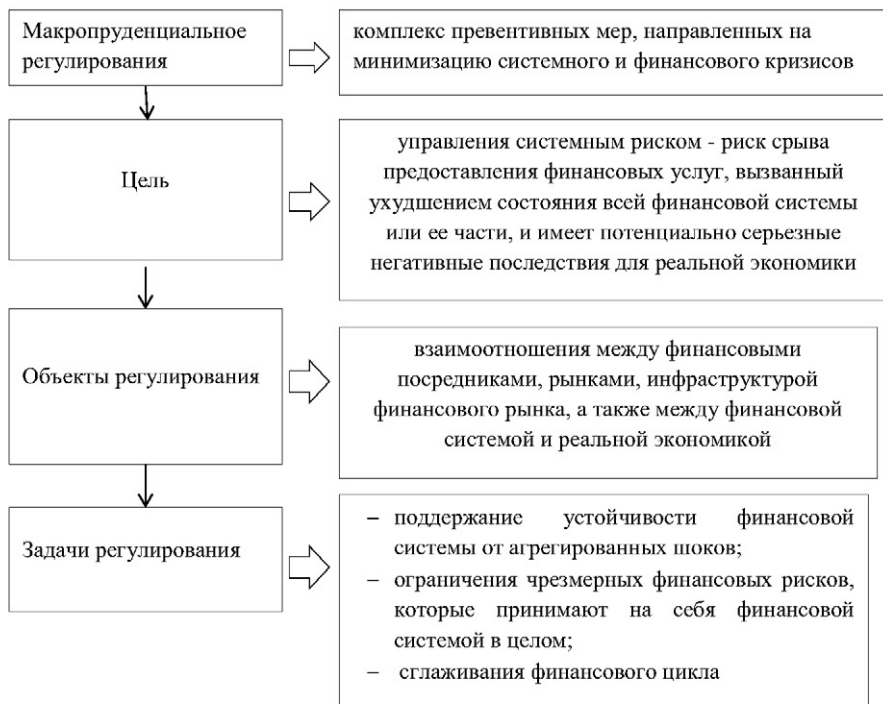 Макропруденциальное
регулирования
комплекс превентивных мер, направленных на
минимизацию системного и финансового кризисов
Цель
управления системным риском - риск срыва
предоставления финансовых услуг, вызванный
ухудшением состояния всей финансовой системы
или ее части, и имеет потенциально серьезные
негативные последствия для реальной экономики
Объекты регулирования
взаимоотношения между финансовыми
посредниками, рынками, инфраструктурой
финансового рынка, а также между финансовой
системой и реальной экономикой
Задачи регулирования
– поддержание устойчивости финансовой
системы от агрегированных шоков;
– ограничения чрезмерных финансовых рисков,
которые принимают на себя финансовой
системой в целом;
– сглаживания финансового цикла